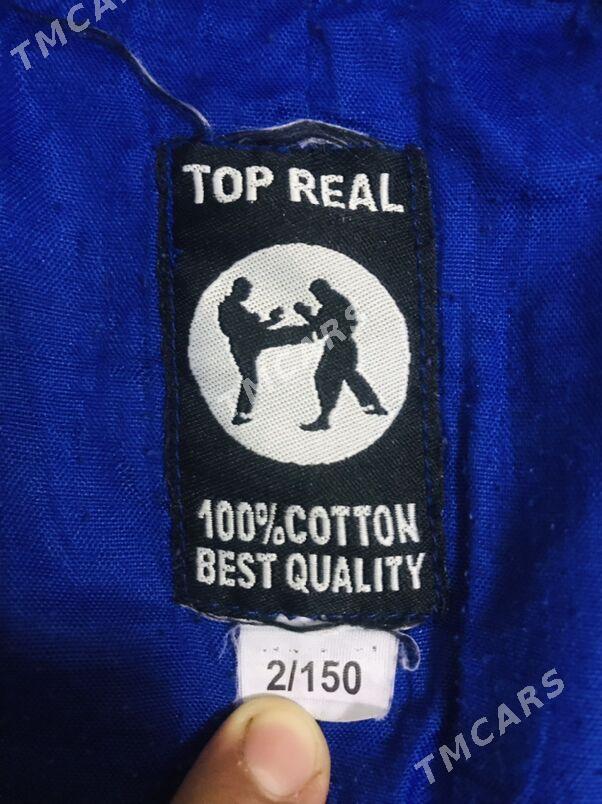 TMCARS
TOP REAL
TMCARS
100%COTTON
BEST QUALITY
2/150
TMCARS